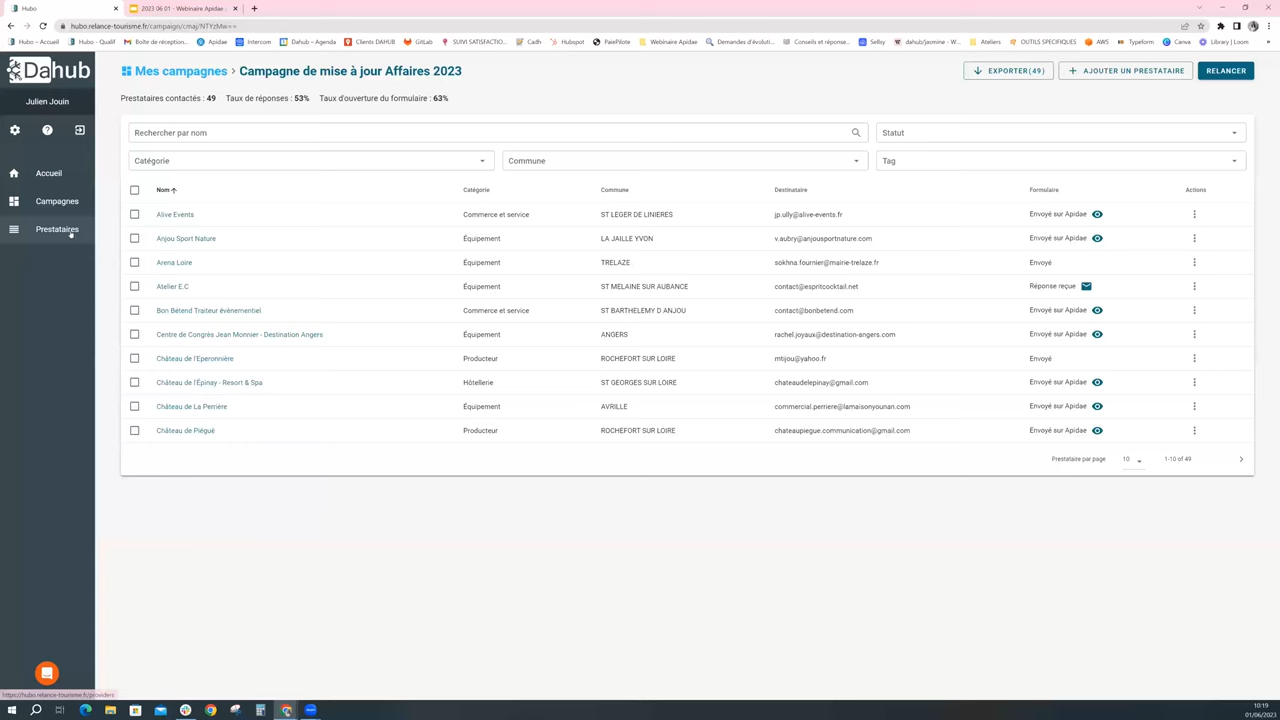 Hubo
2023 06 01 - Webinaire Apidae
hubo.relance-tourisme.fr/campaign/cmaj/NTYzMw==
Hubo – Accueil
Hubo - Qualif
Boîte de réception...
Apidae
Intercom
Dahub – Agenda
Clients DAHUB
GitLab
SUIVI SATISFACTIO...
Cadh
Hubspot
PaiePilote
Webinaire Apidae
Demandes d'évoluti...
Conseils et réponse...
Sellsy
dahub/jasmine - W...
Ateliers
OUTILS SPECIFIQUES
AWS
Typeform
Canva
Library | Loom
Dahub
Mes campagnes > Campagne de mise à jour Affaires 2023
EXPORTER(49)
AJOUTER UN PRESTATAIRE
RELANCER
Julien Jouin
Prestataires contactés : 49 Taux de réponses : 53% Taux d'ouverture du formulaire : 63%
Accueil
Campagnes
Prestataires
Rechercher par nom
Statut
Catégorie
Commune
Tag
Nom Catégorie Commune Destinataire Formulaire Actions
Alive Events Commerce et service ST LEGER DE LINIERES jp.ully@alive-events.fr Envoyé sur Apidae
Anjou Sport Nature Équipement LA JAILLE YVON v.aubry@anjousportnature.com Envoyé sur Apidae
Arena Loire Équipement TRELAZE sokhna.fournier@mairie-trelaze.fr Envoyé
Atelier E.C Équipement ST MELAINE SUR AUBANCE contact@espritcocktail.net Réponse reçue
Bon Bétend Traiteur évènementiel Commerce et service ST BARTHELEMY D ANJOU contact@bonbetend.com Envoyé sur Apidae
Centre de Congrès Jean Monnier - Destination Angers Équipement ANGERS rachel.joyaux@destination-angers.com Envoyé sur Apidae
Château de l'Eperonnière Producteur ROCHEFORT SUR LOIRE mtijou@yahoo.fr Envoyé
Château de l'Épinay - Resort & Spa Hôtellerie ST GEORGES SUR LOIRE chateaudelepinay@gmail.com Envoyé sur Apidae
Château de La Perrière Équipement AVRILLE commercial.perriere@lamaisonyounan.com Envoyé sur Apidae
Château de Piégüe Producteur ROCHEFORT SUR LOIRE chateaupiegue.communication@gmail.com Envoyé sur Apidae
Prestataire par page 10 1-10 of 49
https://hubo.relance-tourisme.fr/providers
10:19
01/06/2023